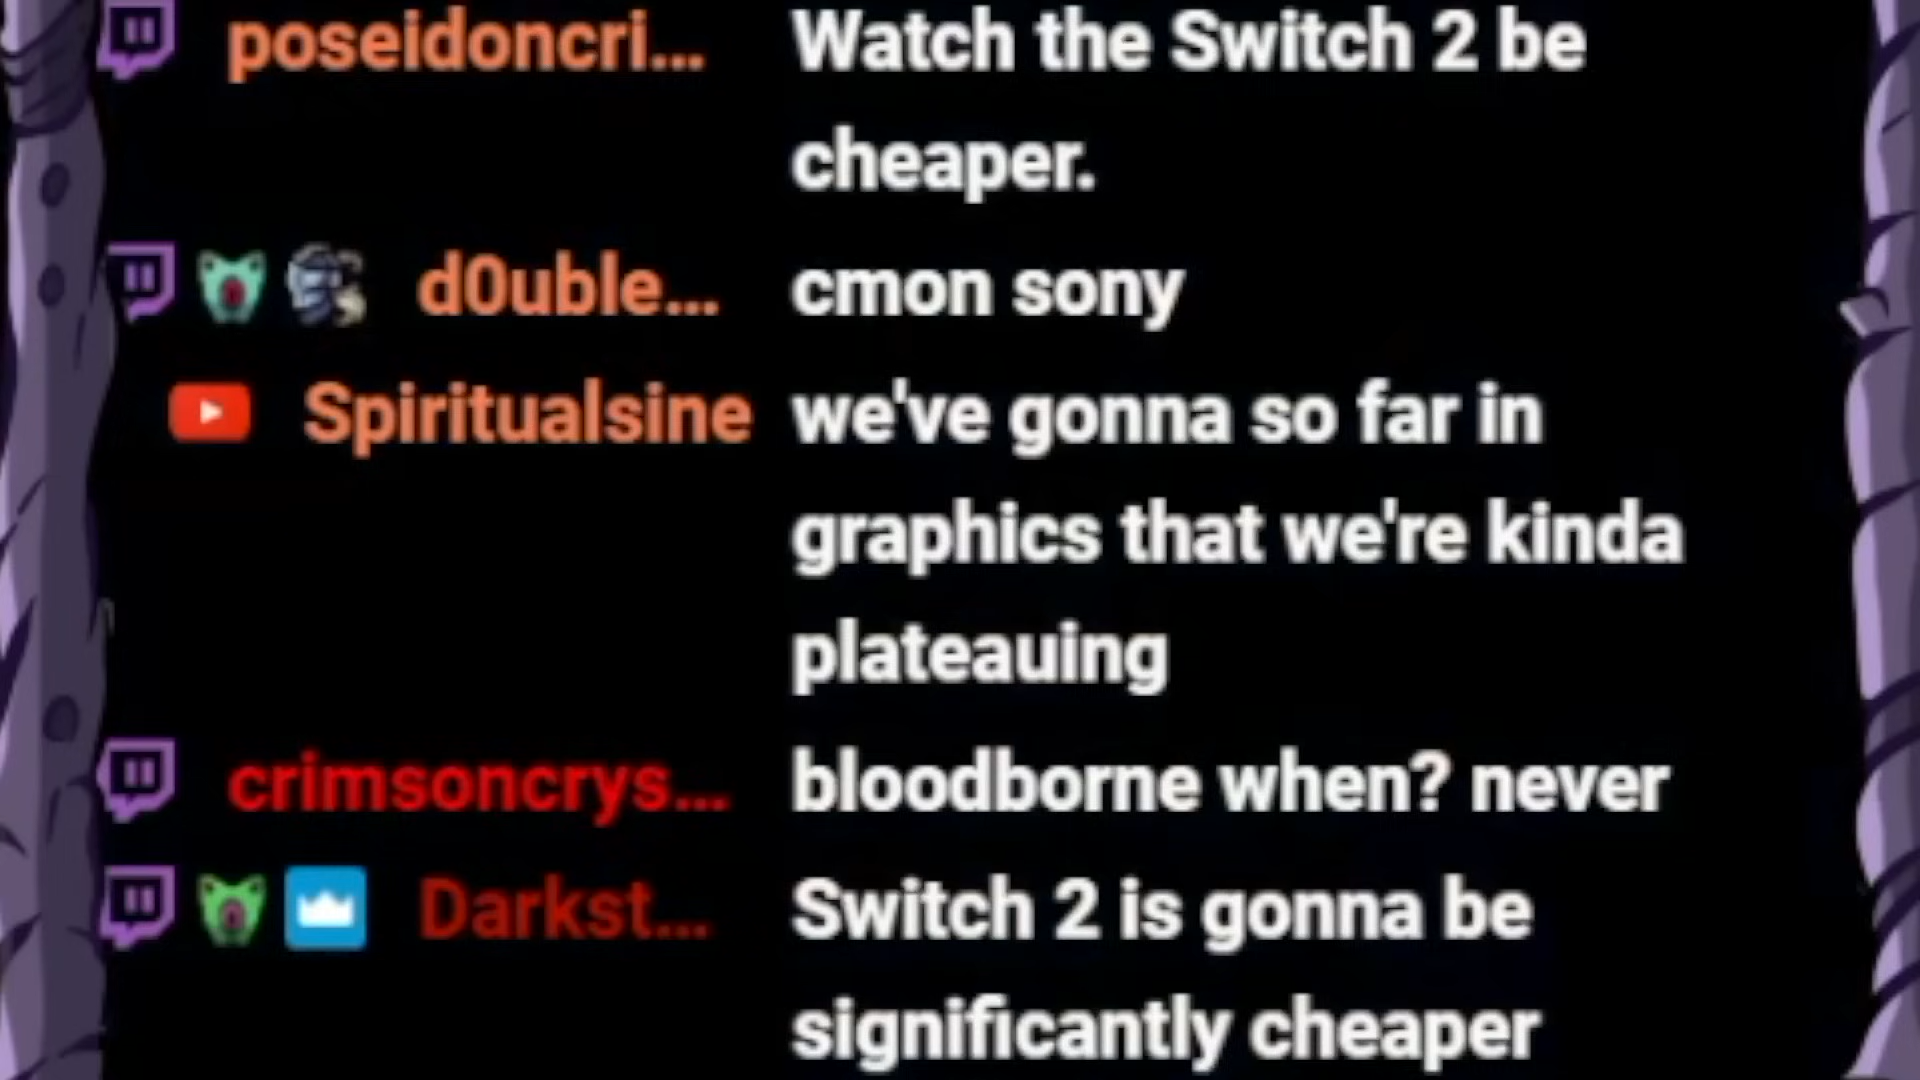 poseidoncri... Watch the Switch 2 be
cheaper.
d0uble... cmon sony
Spiritualsine we've gonna so far in
graphics that we're kinda
plateauing
crimsoncrys... bloodborne when? never
Darkst... Switch 2 is gonna be
significantly cheaper